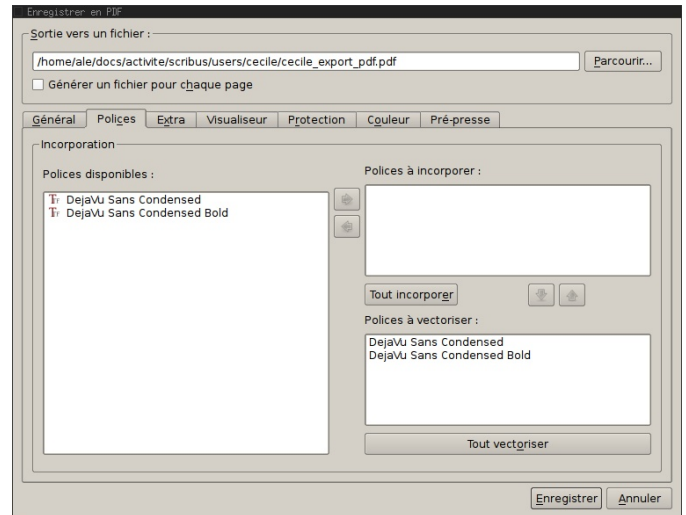 Enregistrer en PDF
Sortie vers un fichier :
/home/ale/docs/activite/scribus/users/cecile/cecile_export_pdf.pdf
Parcourir...
Générer un fichier pour chaque page
Général Polices Extra Visualiseur Protection Couleur Pré-presse
Incorporation
Polices disponibles :
DejaVu Sans Condensed
DejaVu Sans Condensed Bold
Polices à incorporer :
Tout incorporer
Polices à vectoriser :
DejaVu Sans Condensed
DejaVu Sans Condensed Bold
Tout vectoriser
Enregistrer Annuler